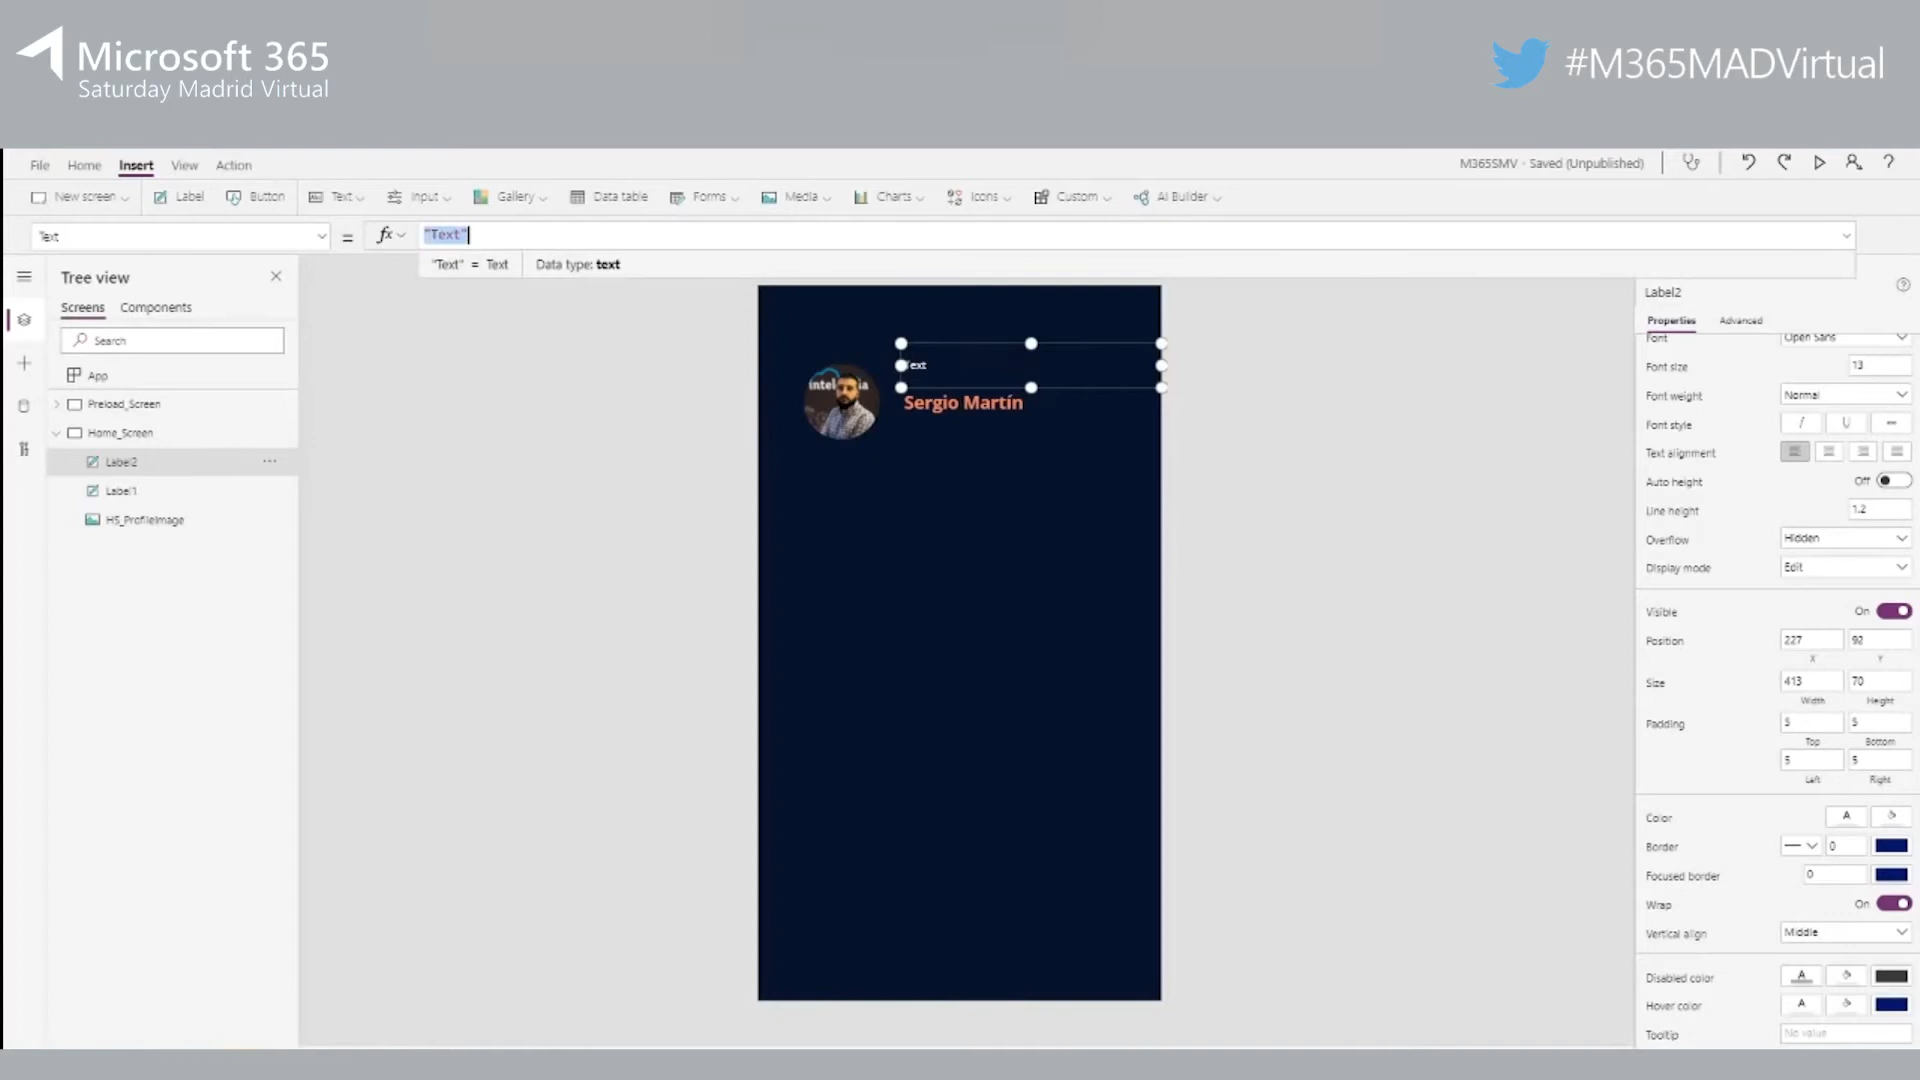 Microsoft 365
Saturday Madrid Virtual
#M365MADVirtual
File Home Insert View Action
M365SMV - Saved (Unpublished)
New screen Label Button Text Input Gallery Data table Forms Media Charts Icons Custom AI Builder
Text = fx "Text"
"Text" = Text Data type: text
Tree view
Screens Components
Search
App
Preload_Screen
Home_Screen
Label2
Label1
HS_ProfileImage
Text
Sergio Martín
Label2
Properties Advanced
Font Open Sans
Font size 13
Font weight Normal
Font style
Text alignment
Auto height Off
Line height 1.2
Overflow Hidden
Display mode Edit
Visible On
Position 227 92
X Y
Size 413 70
Width Height
Padding 5 5
Top Bottom
5 5
Left Right
Color
Border 0
Focused border 0
Wrap On
Vertical align Middle
Disabled color
Hover color
Tooltip No value